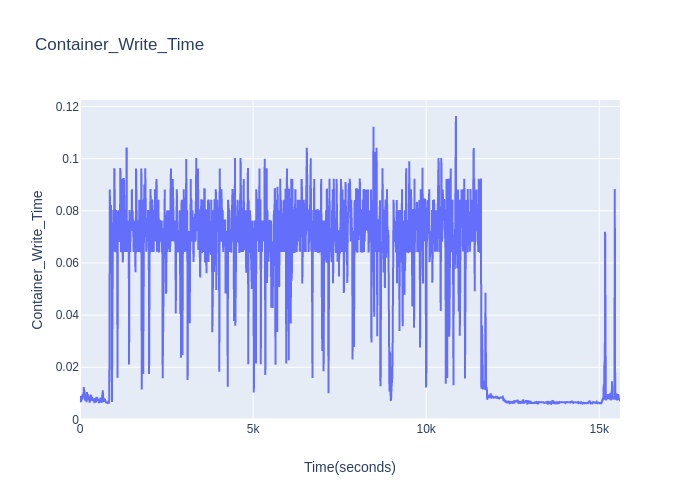 Container_Write_Time
0.12
0.1
0.08
0.06
0.04
0.02
0
Container_Write_Time
0
5k
10k
15k
Time(seconds)